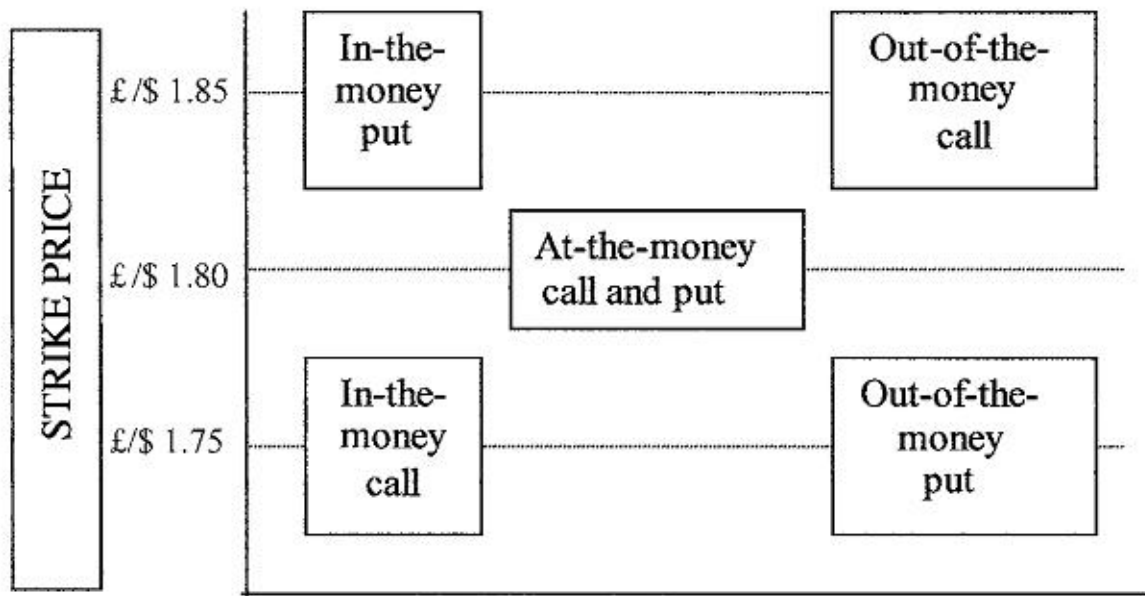 STRIKE PRICE
£/$ 1.85
In-the-
money
put
Out-of-the-
money
call
£/$ 1.80
At-the-money
call and put
£/$ 1.75
In-the-
money
call
Out-of-the-
money
put